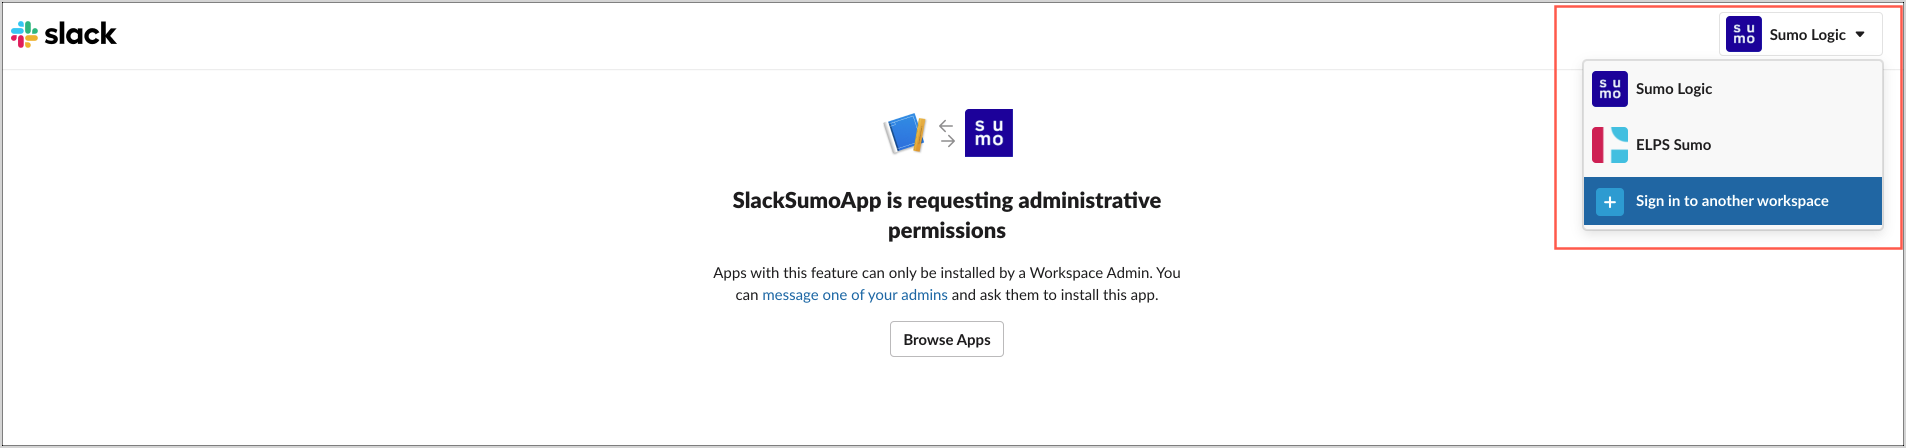 slack
su
mo
Sumo Logic
su
mo
Sumo Logic
ELPS Sumo
Sign in to another workspace
su
mo
SlackSumoApp is requesting administrative
permissions
Apps with this feature can only be installed by a Workspace Admin. You
can message one of your admins and ask them to install this app.
Browse Apps